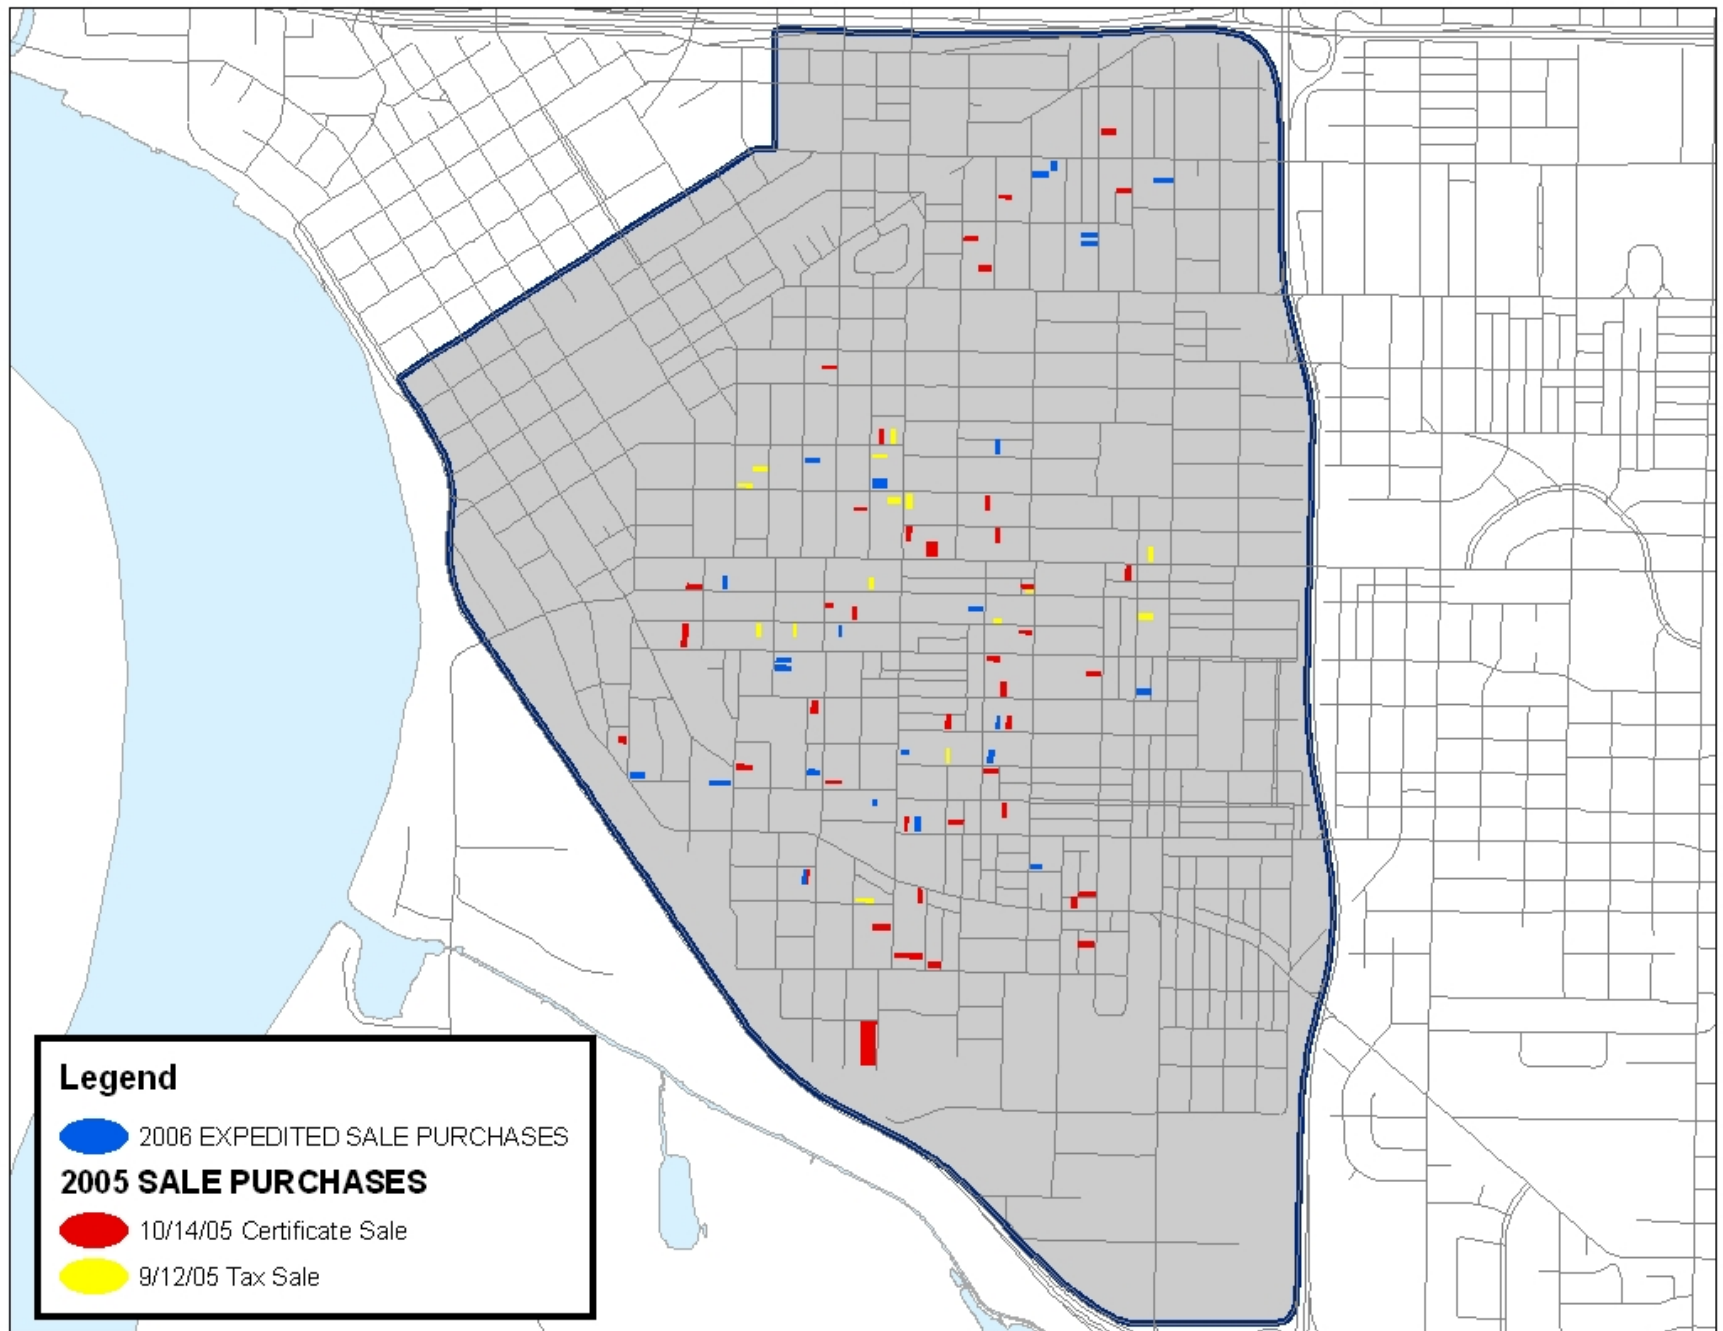 Legend
2006 EXPEDITED SALE PURCHASES
2005 SALE PURCHASES
10/14/05 Certificate Sale
9/12/05 Tax Sale